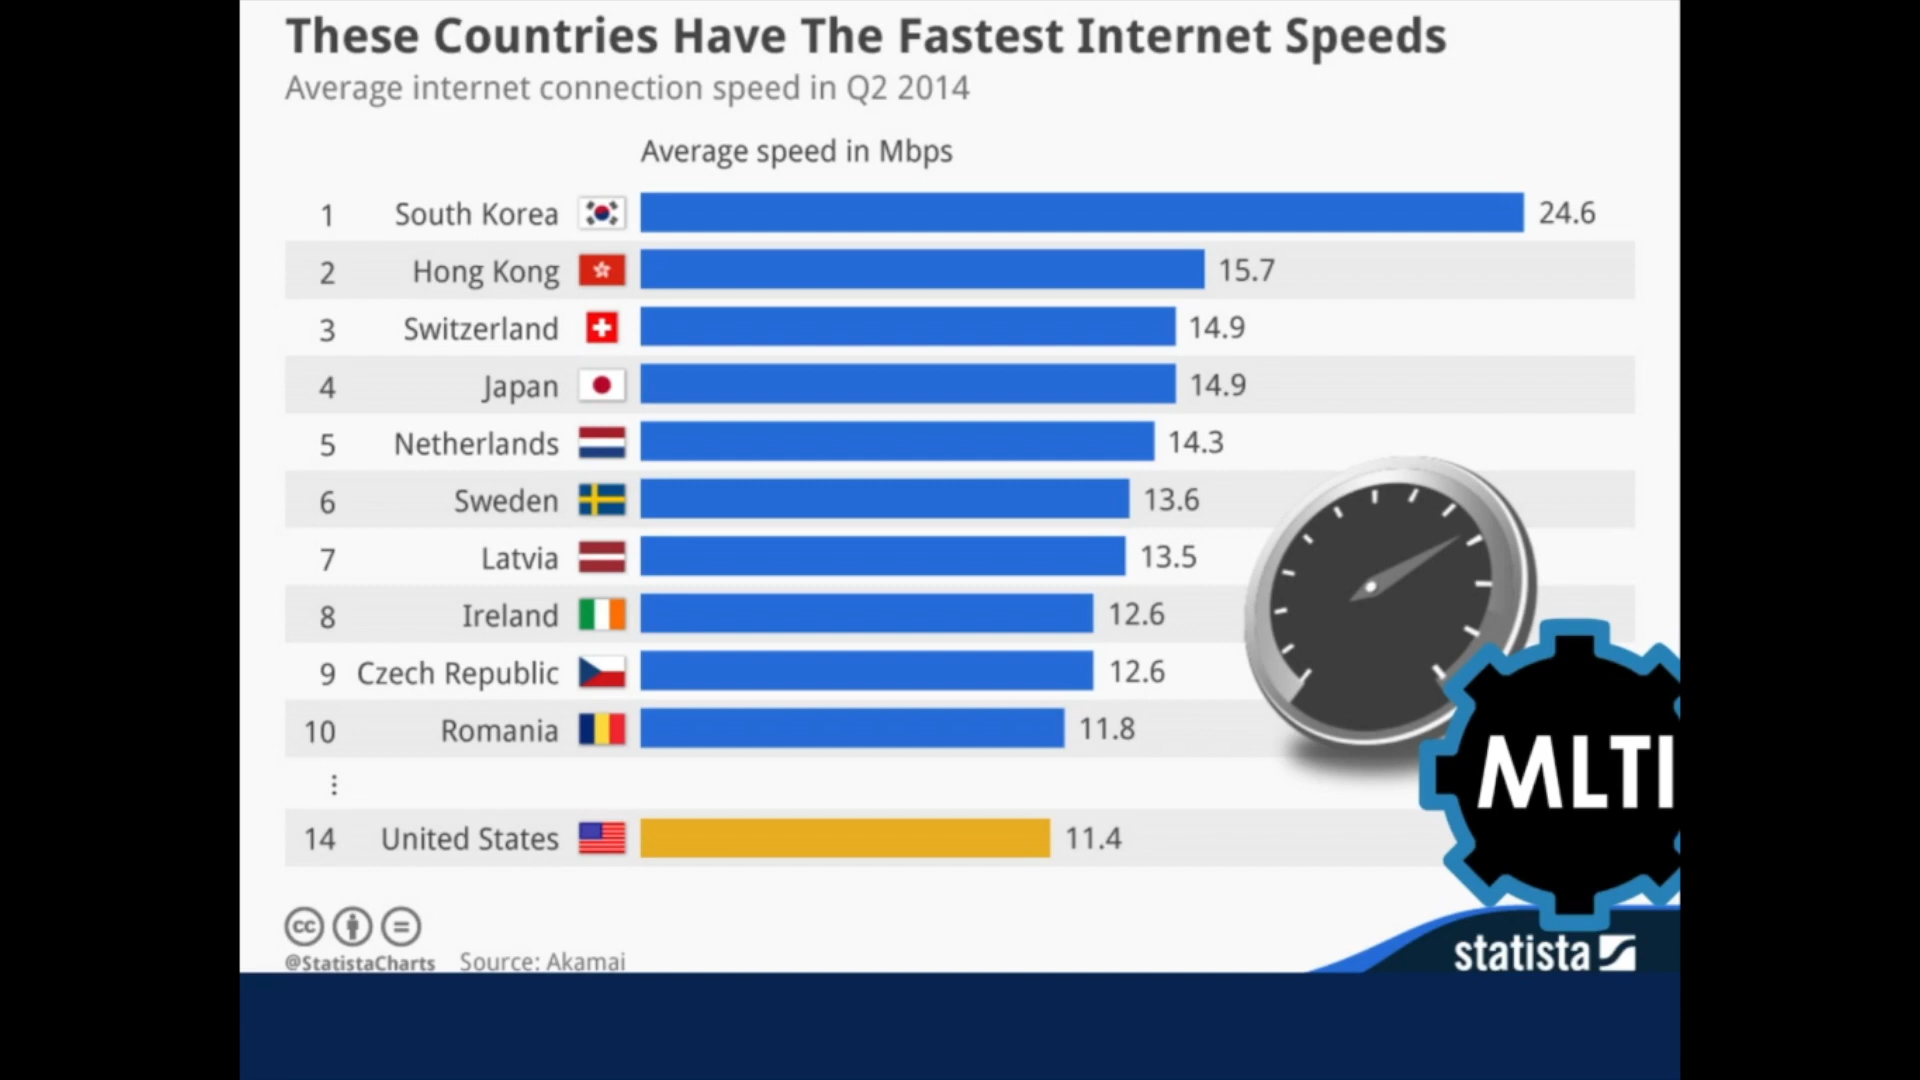 These Countries Have The Fastest Internet Speeds
Average internet connection speed in Q2 2014
Average speed in Mbps
1 South Korea 24.6
2 Hong Kong 15.7
3 Switzerland 14.9
4 Japan 14.9
5 Netherlands 14.3
6 Sweden 13.6
7 Latvia 13.5
8 Ireland 12.6
9 Czech Republic 12.6
10 Romania 11.8
⋮
14 United States 11.4
MLTI
cc
@StatistaCharts Source: Akamai
statista